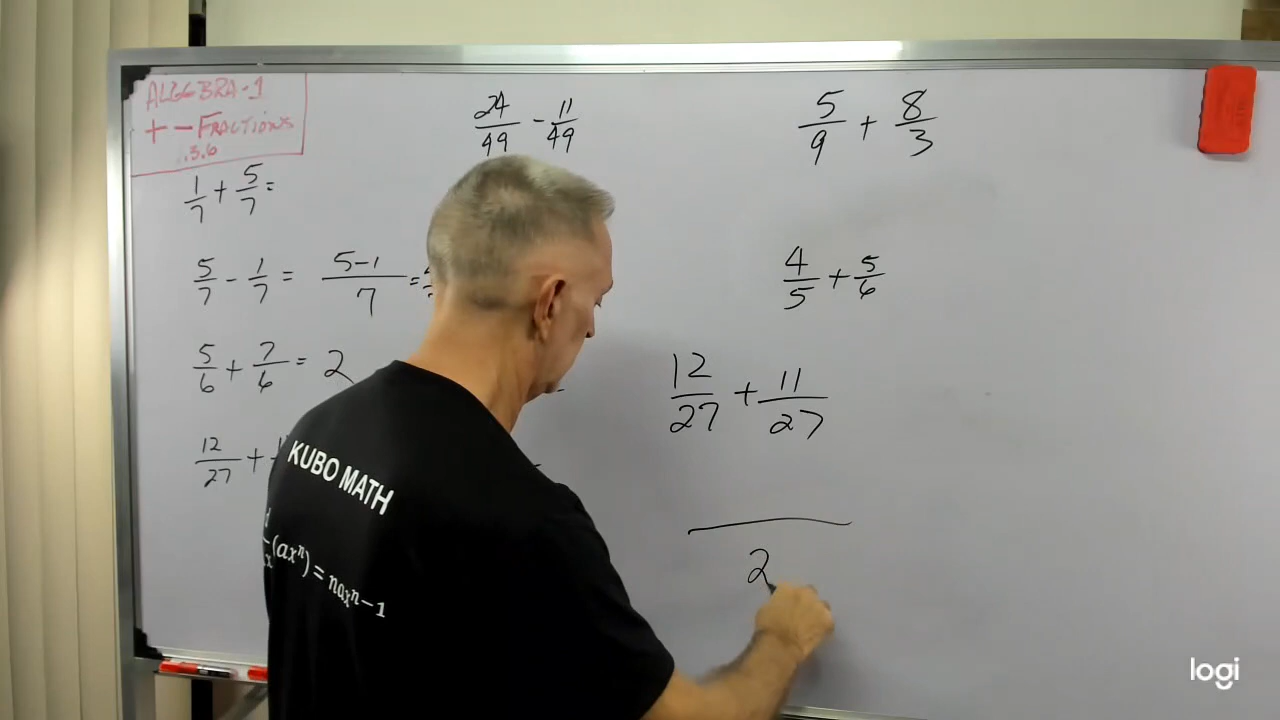 ALGEBRA-1
+ - FRACTIONS
.3.6
1/7 + 5/7 =
5/7 - 1/7 = 5-1/7 =
5/6 + 7/6 = 2
12/27 +
24/49 - 11/49
5/9 + 8/3
4/5 + 5/6
12/27 + 11/27
2
KUBO MATH
(axⁿ) = naxⁿ⁻¹
logi